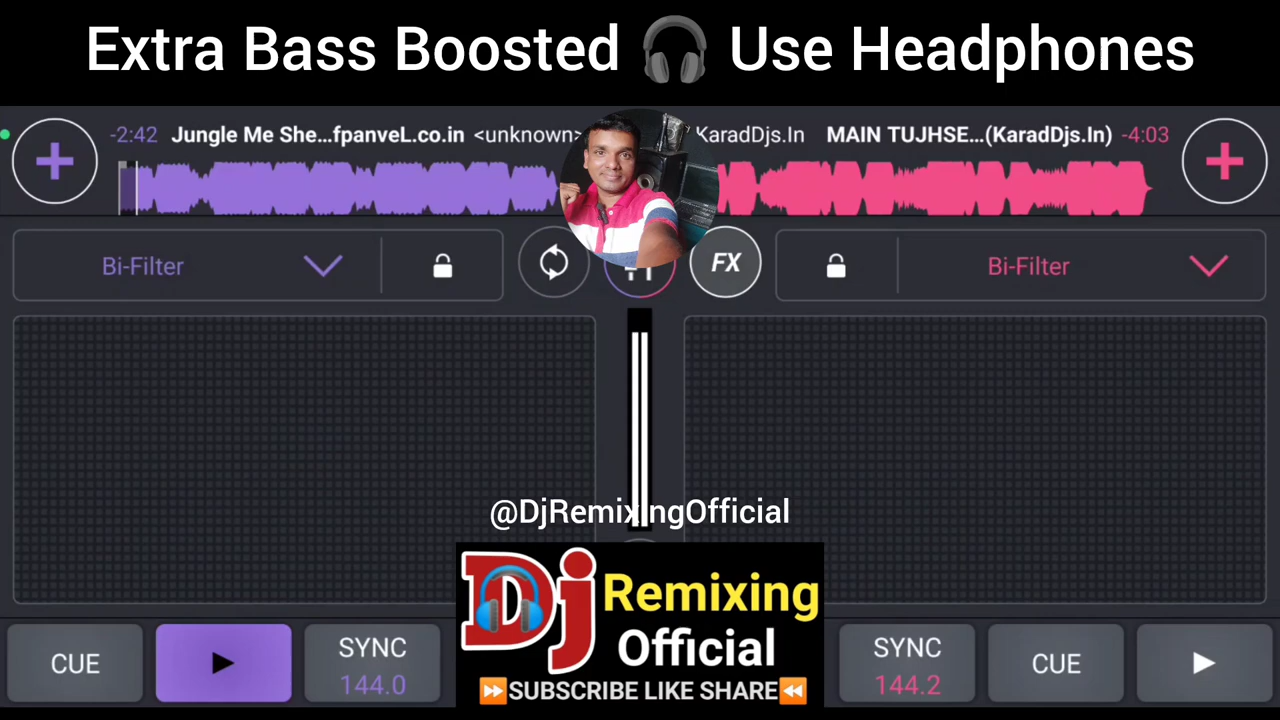 Extra Bass Boosted 🎧 Use Headphones
-2:42 Jungle Me She...fpanveL.co.in <unknown> KaradDjs.In MAIN TUJHSE...(KaradDjs.In) -4:03
Bi-Filter FX Bi-Filter
@DjRemixingOfficial
Dj Remixing
Official
⏩SUBSCRIBE LIKE SHARE⏪
CUE SYNC 144.0
SYNC 144.2 CUE